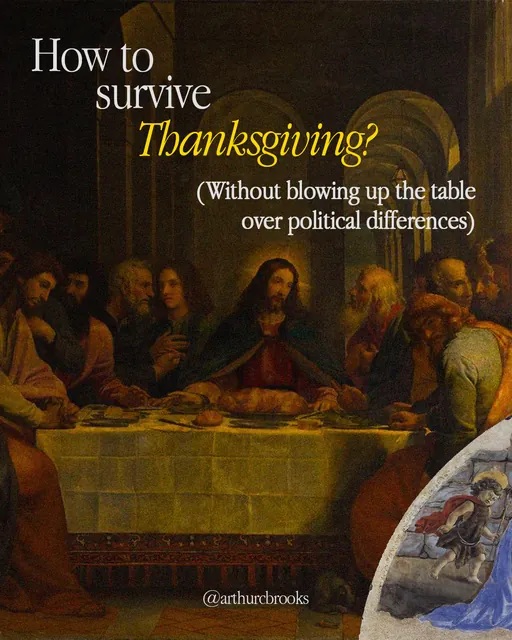 How to
survive
Thanksgiving?
(Without blowing up the table
over political differences)
@arthurcbrooks